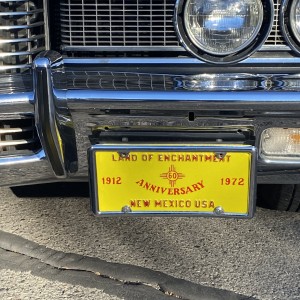 LAND OF ENCHANTMENT
60
1912 ANNIVERSARY 1972
NEW MEXICO USA